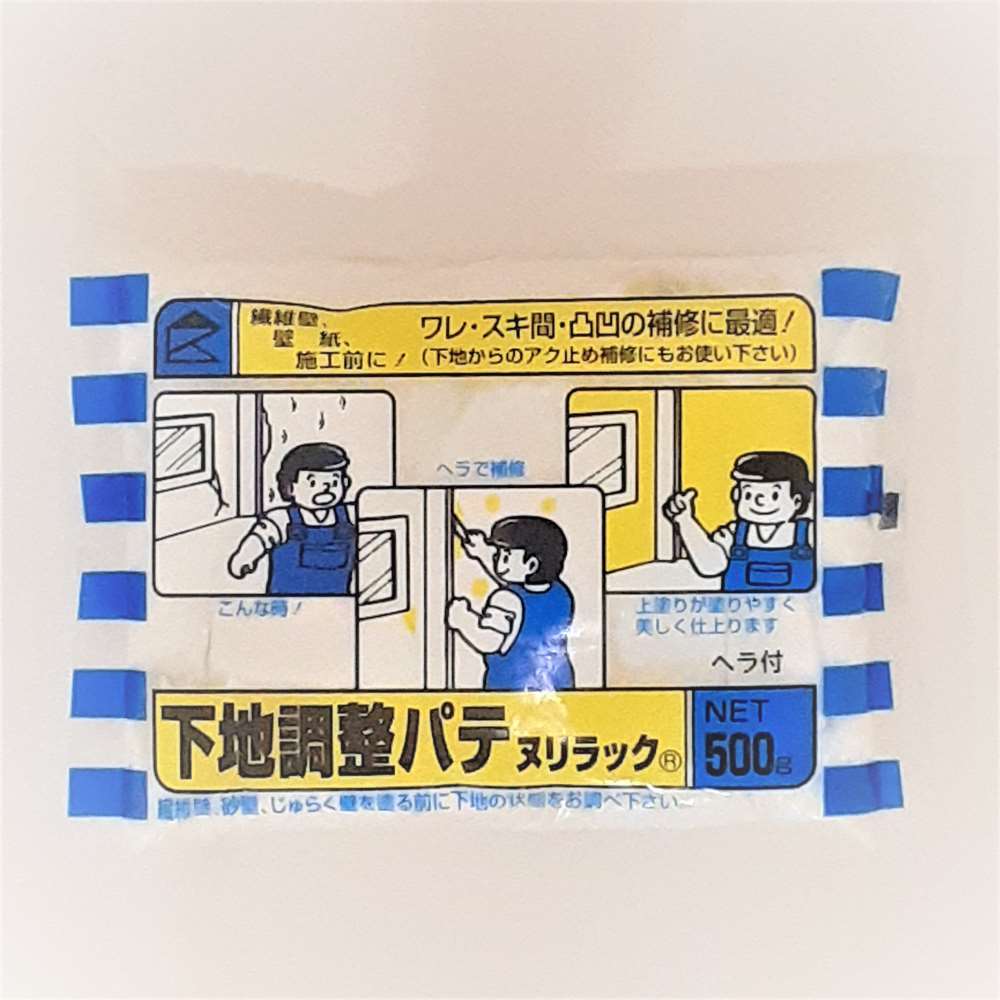 繊維壁、
壁　紙、
施工前に！
ワレ・スキ間・凸凹の補修に最適！
（下地からのアク止め補修にもお使い下さい）
こんな時！
ヘラで補修
上塗りが塗りやすく
美しく仕上ります
ヘラ付
下地調整パテ ヌリラック®
NET
500g
繊維壁、砂壁、じゅらく壁を塗る前に下地の状態をお調べ下さい